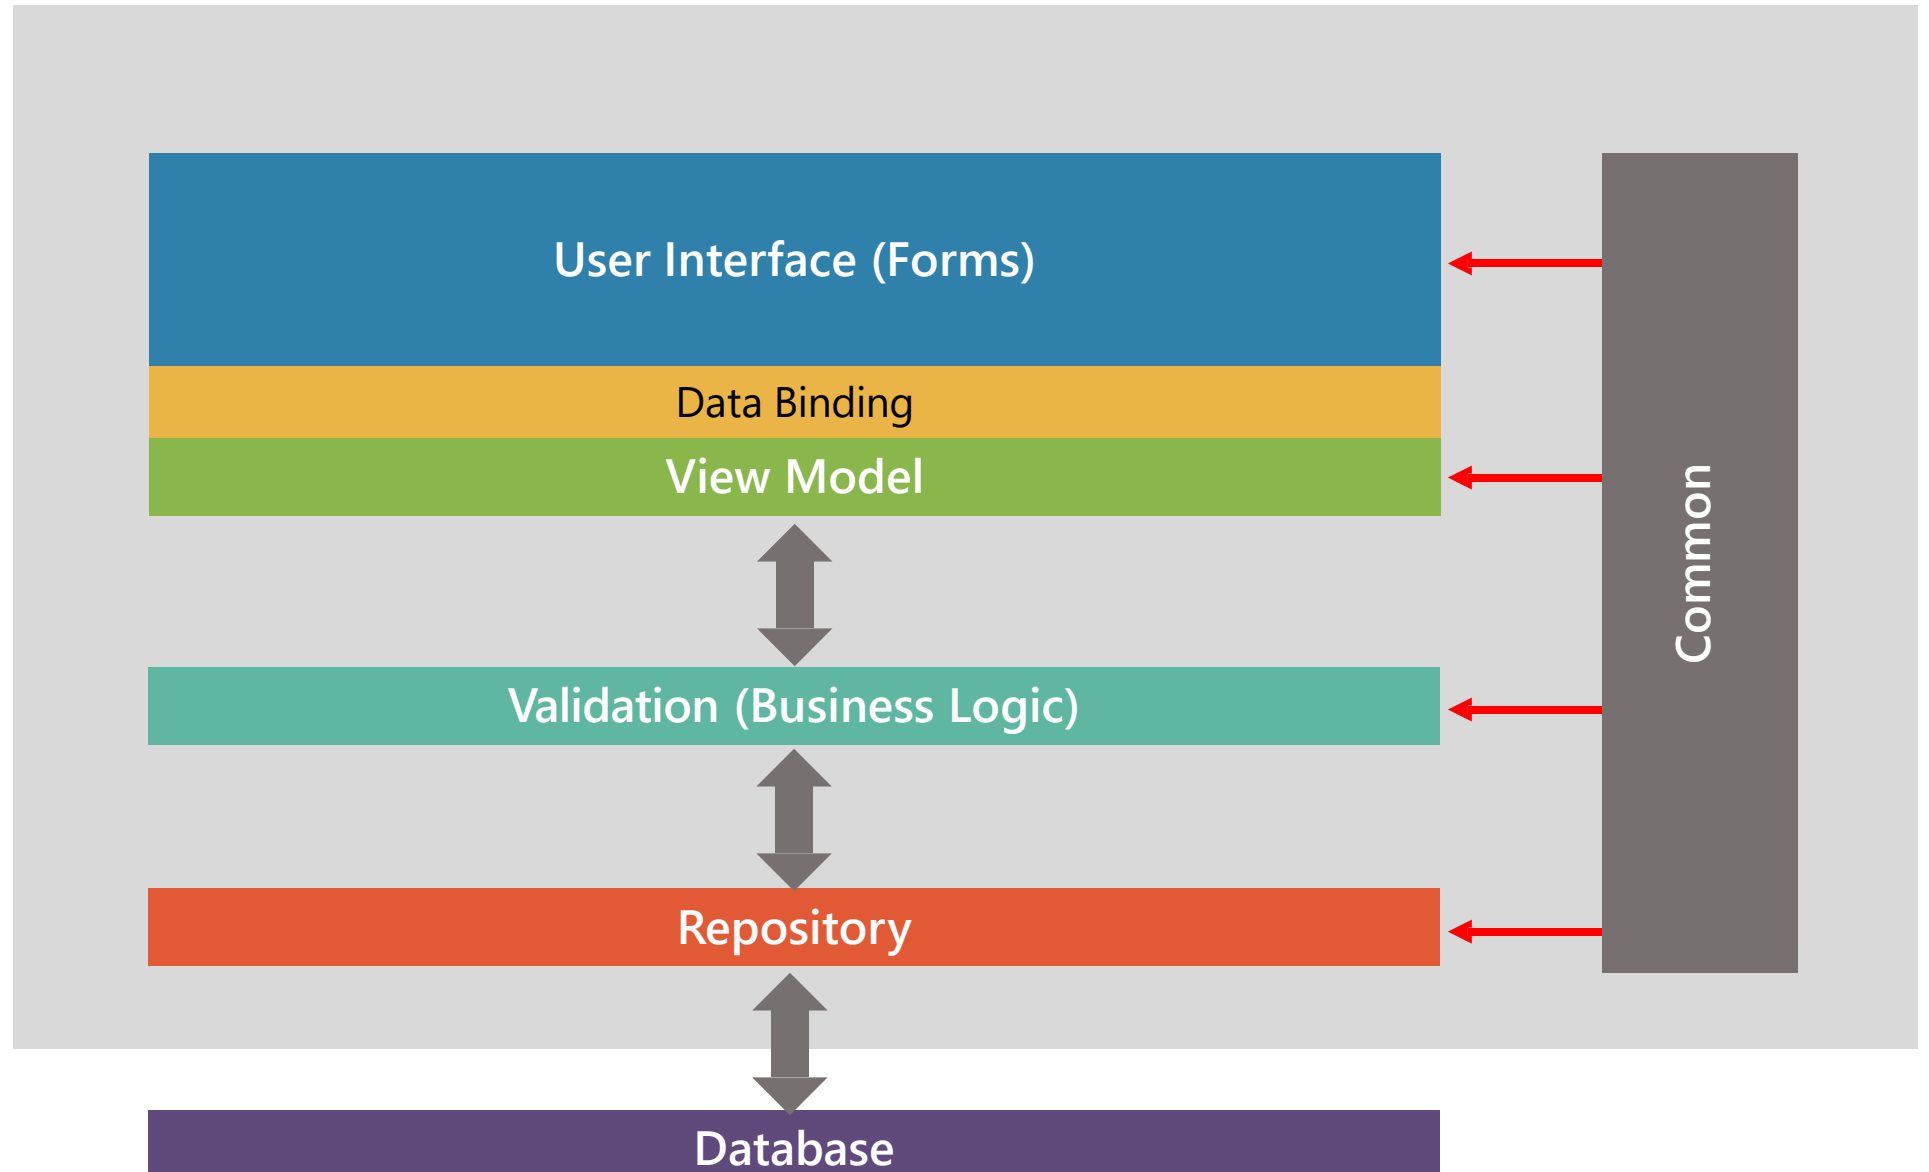 User Interface (Forms)
Data Binding
View Model
Common
Validation (Business Logic)
Repository
Database